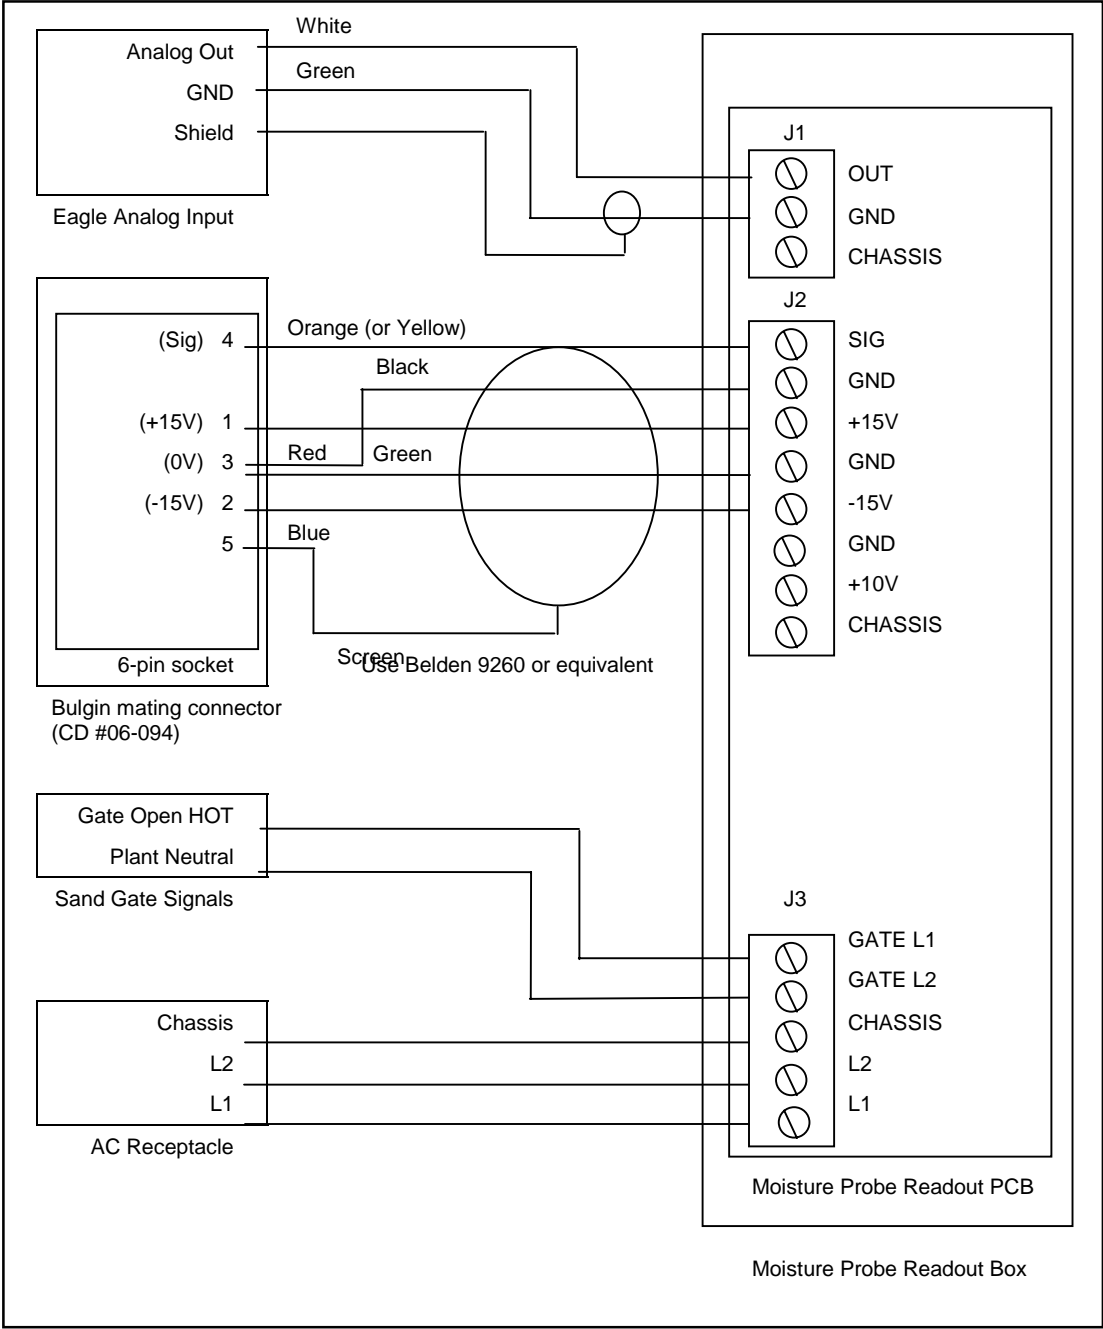 White
Analog Out
Green
GND
Shield
Eagle Analog Input
J1
OUT
GND
CHASSIS
J2
(Sig) 4
Orange (or Yellow)
SIG
Black
GND
(+15V) 1
+15V
(0V) 3
Red
Green
GND
(-15V) 2
-15V
5
Blue
GND
+10V
CHASSIS
6-pin socket
Screen
Use Belden 9260 or equivalent
Bulgin mating connector
(CD #06-094)
Gate Open HOT
Plant Neutral
Sand Gate Signals
J3
GATE L1
GATE L2
Chassis
CHASSIS
L2
L2
L1
L1
AC Receptacle
Moisture Probe Readout PCB
Moisture Probe Readout Box